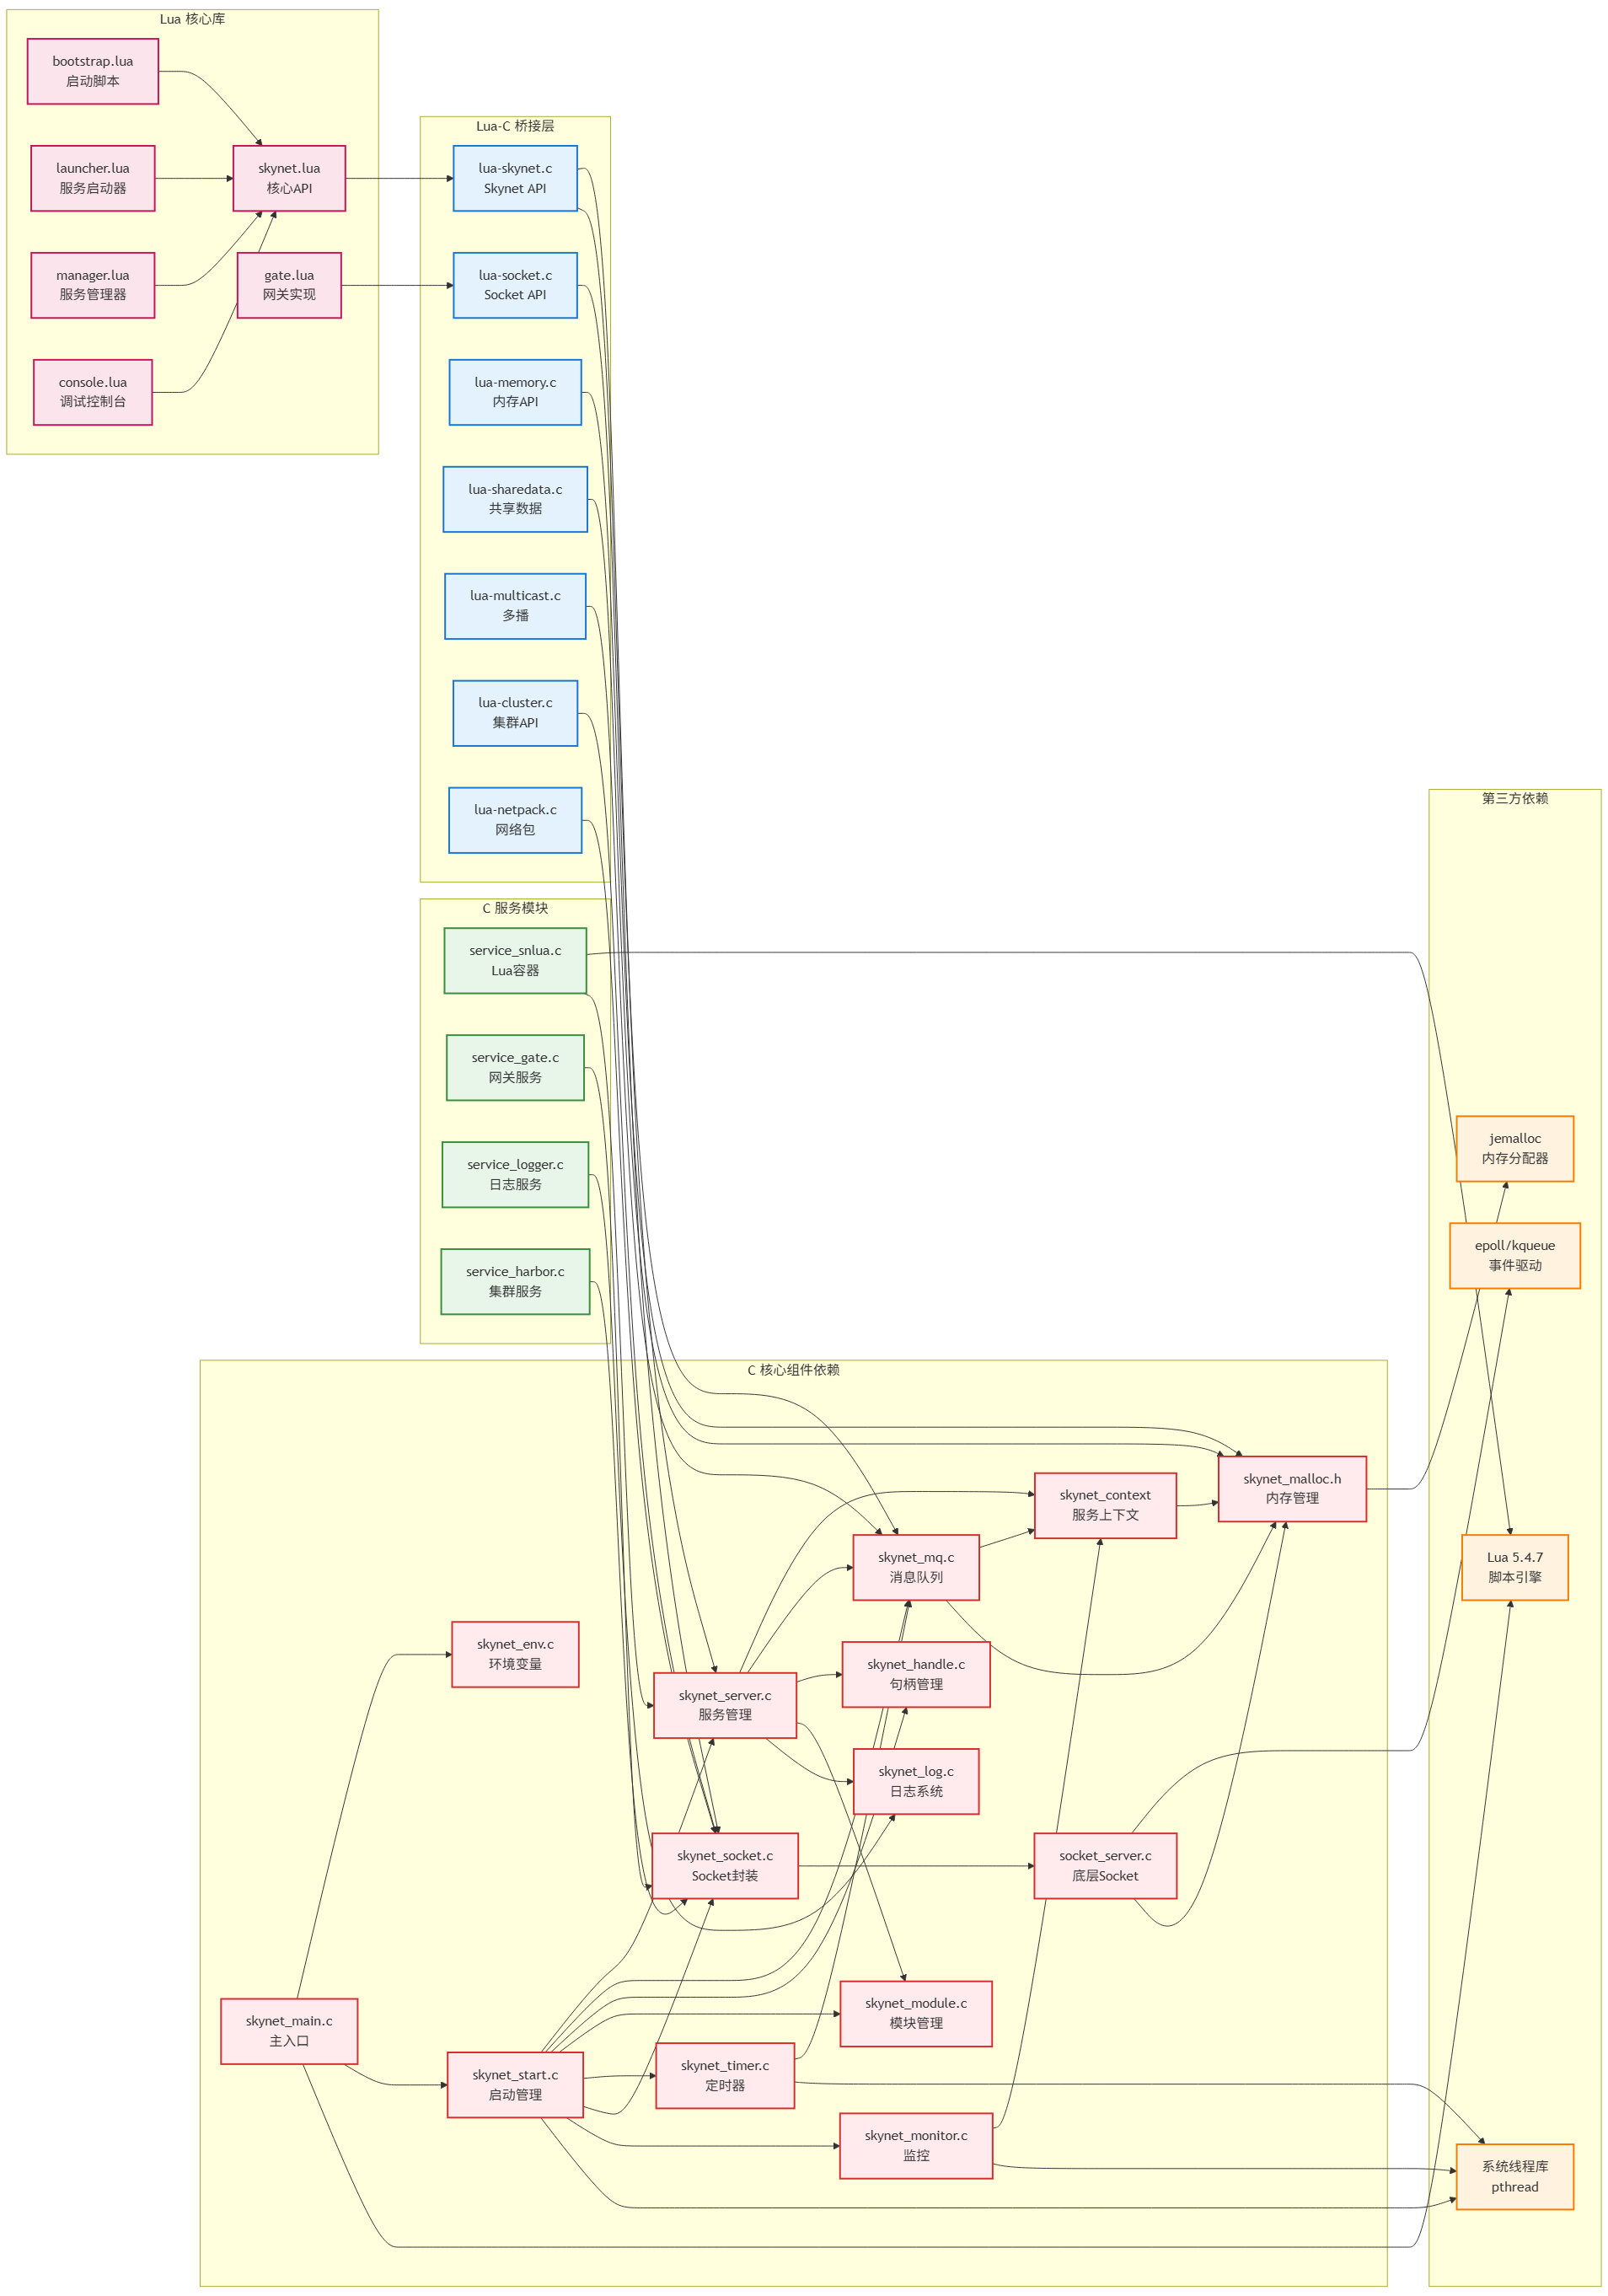 Lua 核心库
bootstrap.lua
启动脚本
launcher.lua
服务启动器
skynet.lua
核心API
manager.lua
服务管理器
gate.lua
网关实现
console.lua
调试控制台
Lua-C 桥接层
lua-skynet.c
Skynet API
lua-socket.c
Socket API
lua-memory.c
内存API
lua-sharedata.c
共享数据
lua-multicast.c
多播
lua-cluster.c
集群API
lua-netpack.c
网络包
C 服务模块
service_snlua.c
Lua容器
service_gate.c
网关服务
service_logger.c
日志服务
service_harbor.c
集群服务
第三方依赖
jemalloc
内存分配器
epoll/kqueue
事件驱动
Lua 5.4.7
脚本引擎
系统线程库
pthread
C 核心组件依赖
skynet_malloc.h
内存管理
skynet_context
服务上下文
skynet_mq.c
消息队列
skynet_env.c
环境变量
skynet_handle.c
句柄管理
skynet_server.c
服务管理
skynet_log.c
日志系统
skynet_socket.c
Socket封装
socket_server.c
底层Socket
skynet_module.c
模块管理
skynet_main.c
主入口
skynet_timer.c
定时器
skynet_start.c
启动管理
skynet_monitor.c
监控